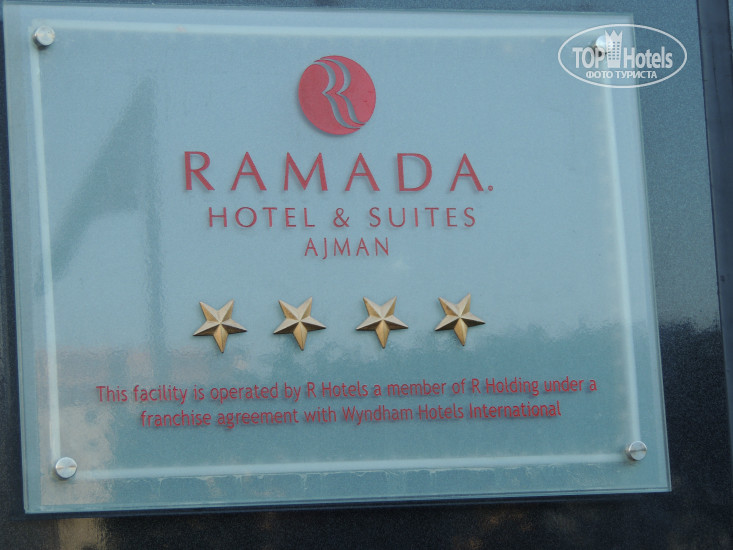 TOP Hotels
ФОТО ТУРИСТА
RAMADA.
HOTEL & SUITES
AJMAN
This facility is operated by R Hotels a member of R Holding under a
franchise agreement with Wyndham Hotels International